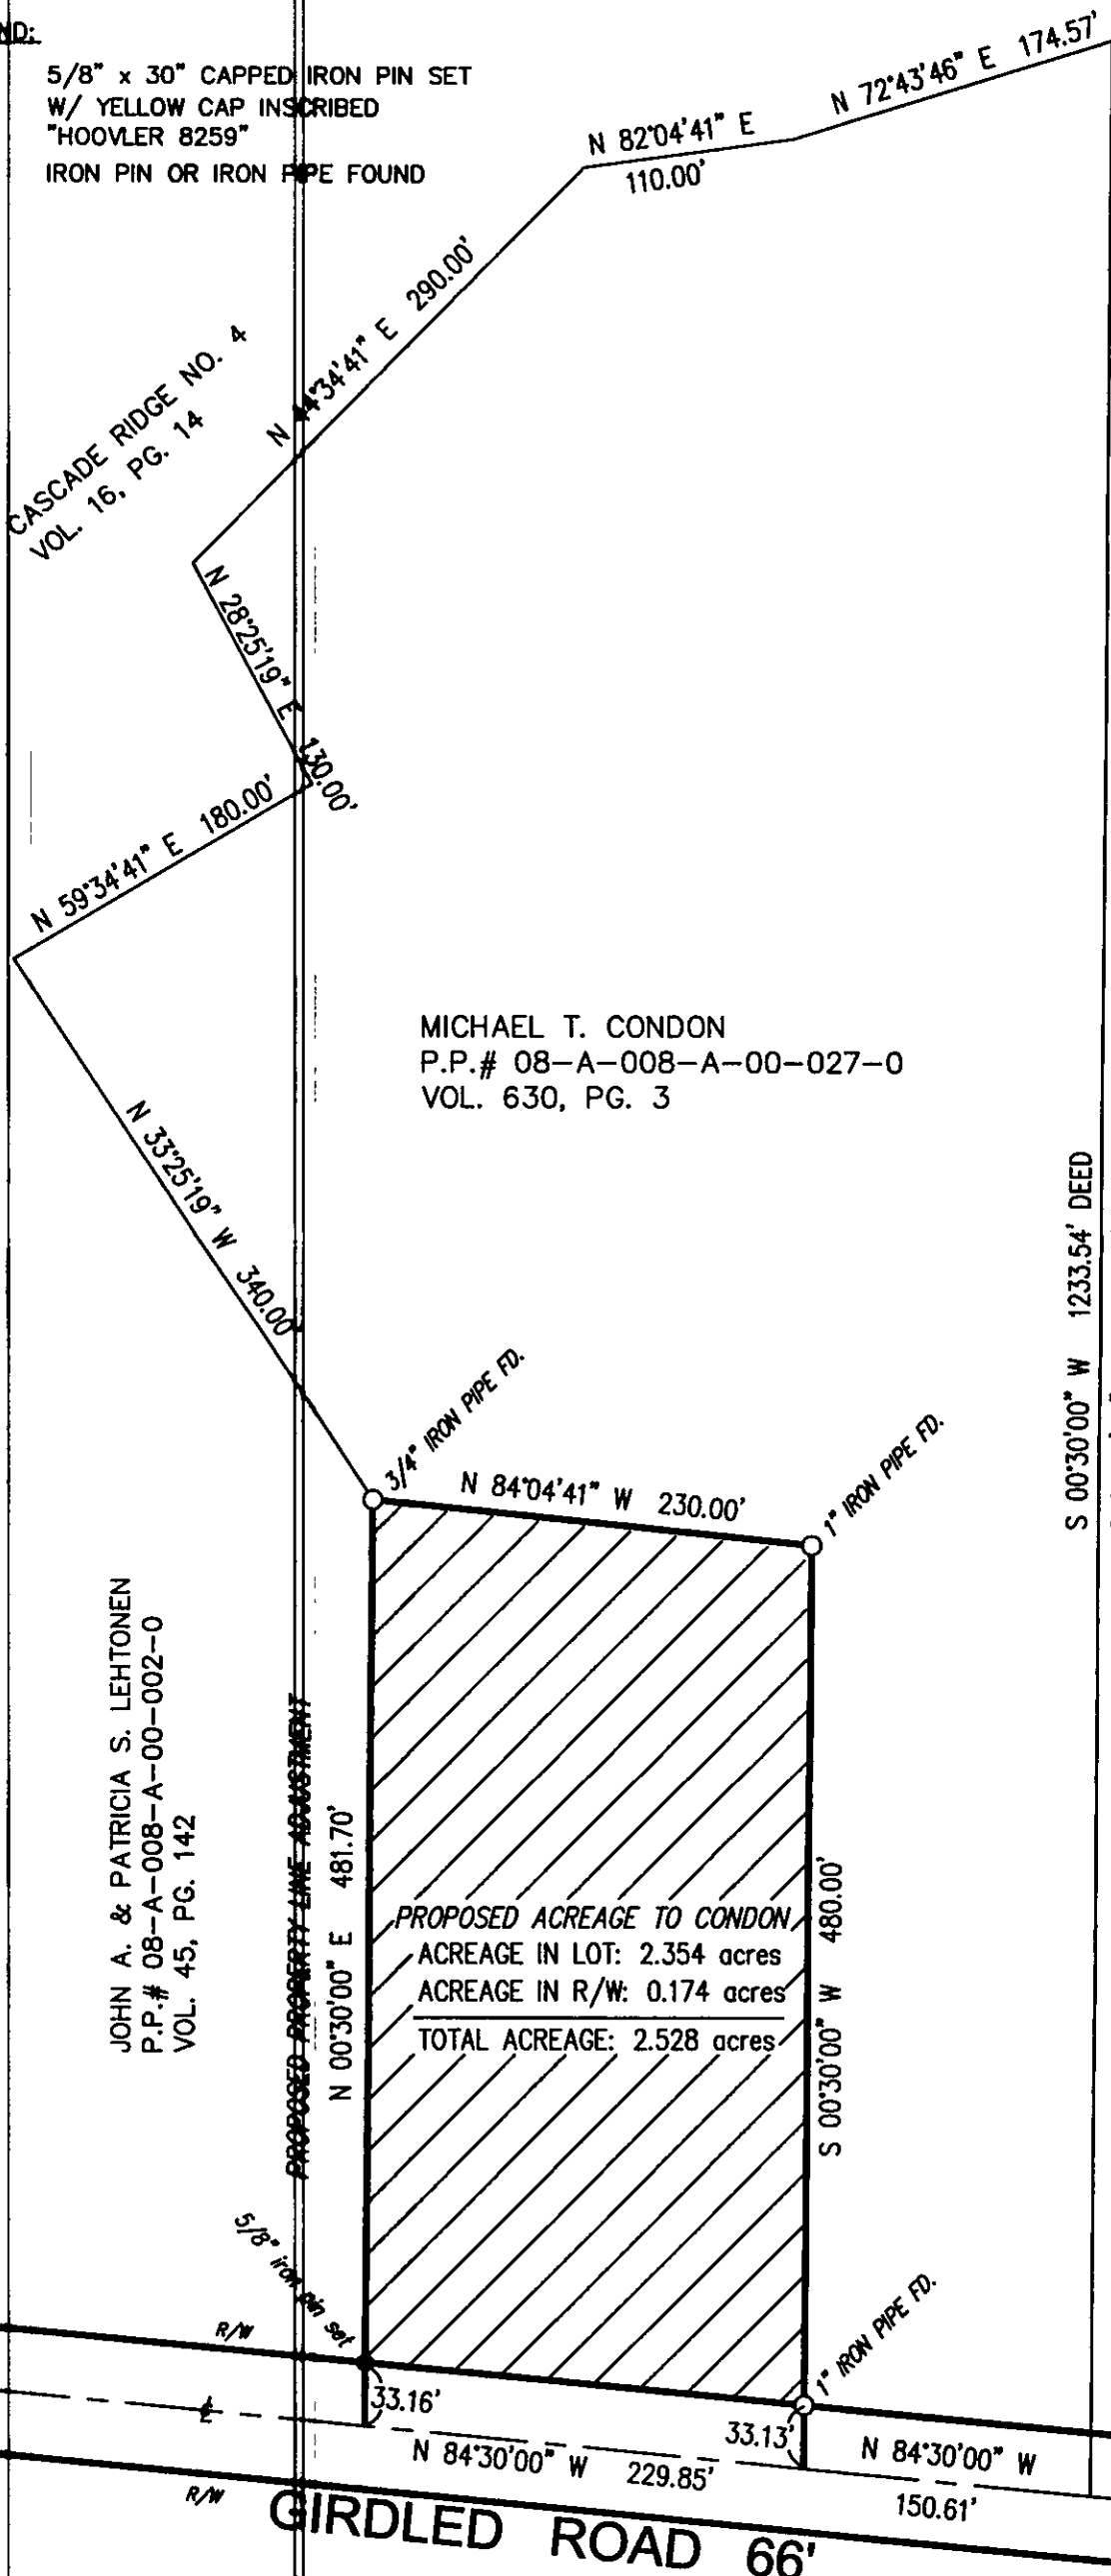 ND:
5/8" x 30" CAPPED IRON PIN SET
W/ YELLOW CAP INSCRIBED
"HOOVLER 8259"
IRON PIN OR IRON PIPE FOUND
N 72°43'46" E 174.57'
N 82°04'41" E
110.00'
N 44°34'41" E 290.00'
CASCADE RIDGE NO. 4
VOL. 16, PG. 14
N 28°25'19" E 130.00'
N 59°34'41" E 180.00'
MICHAEL T. CONDON
P.P.# 08-A-008-A-00-027-0
VOL. 630, PG. 3
N 33°25'19" W 340.00'
S 00°30'00" W 1233.54' DEED
3/4" IRON PIPE FD.
N 84°04'41" W 230.00'
1" IRON PIPE FD.
JOHN A. & PATRICIA S. LEHTONEN
P.P.# 08-A-008-A-00-002-0
VOL. 45, PG. 142
PROPOSED PROPERTY LINE ADJUSTMENT
N 00°30'00" E 481.70'
PROPOSED ACREAGE TO CONDON
ACREAGE IN LOT: 2.354 acres
ACREAGE IN R/W: 0.174 acres
TOTAL ACREAGE: 2.528 acres
S 00°30'00" W 480.00'
5/8" iron pin set
1" IRON PIPE FD.
R/W
33.16'
33.13'
N 84°30'00" W 229.85'
N 84°30'00" W
150.61'
R/W
GIRDLED ROAD 66'